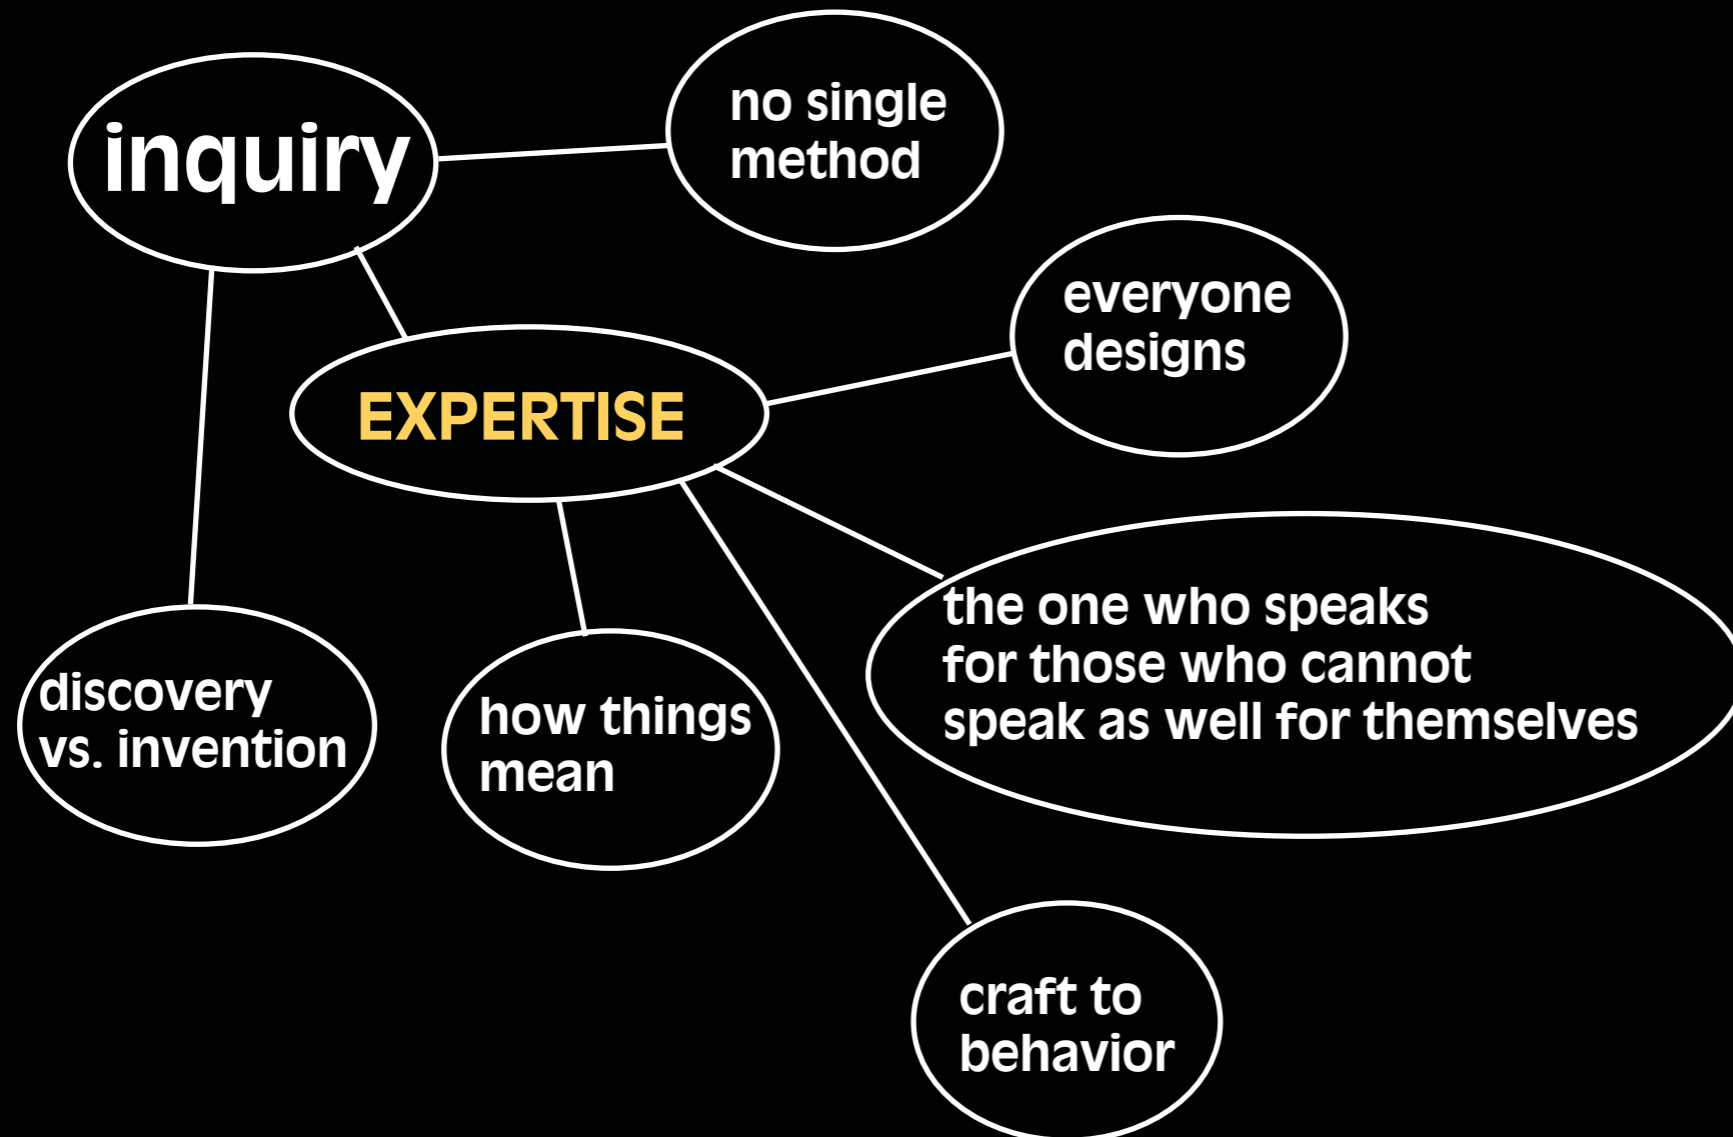 inquiry
no single
method
everyone
designs
EXPERTISE
the one who speaks
for those who cannot
speak as well for themselves
discovery
vs. invention
how things
mean
craft to
behavior